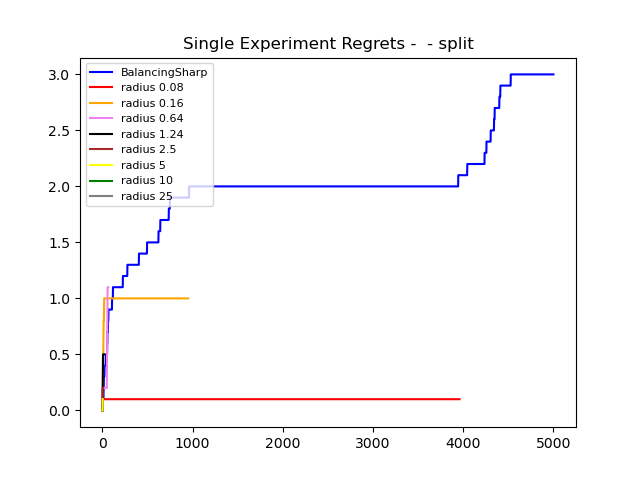 Single Experiment Regrets -  - split
3.0
2.5
2.0
1.5
1.0
0.5
0.0
BalancingSharp
radius 0.08
radius 0.16
radius 0.64
radius 1.24
radius 2.5
radius 5
radius 10
radius 25
0 1000 2000 3000 4000 5000